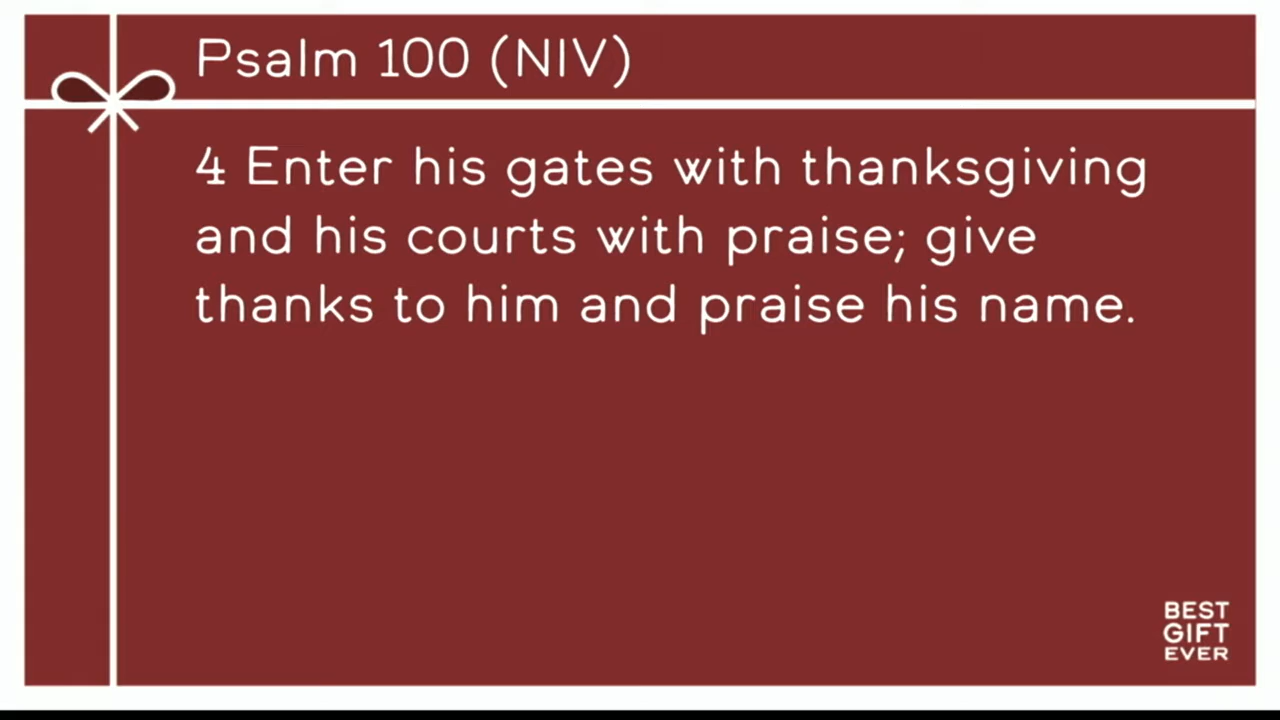 Psalm 100 (NIV)
4 Enter his gates with thanksgiving
and his courts with praise; give
thanks to him and praise his name.
BEST
GIFT
EVER